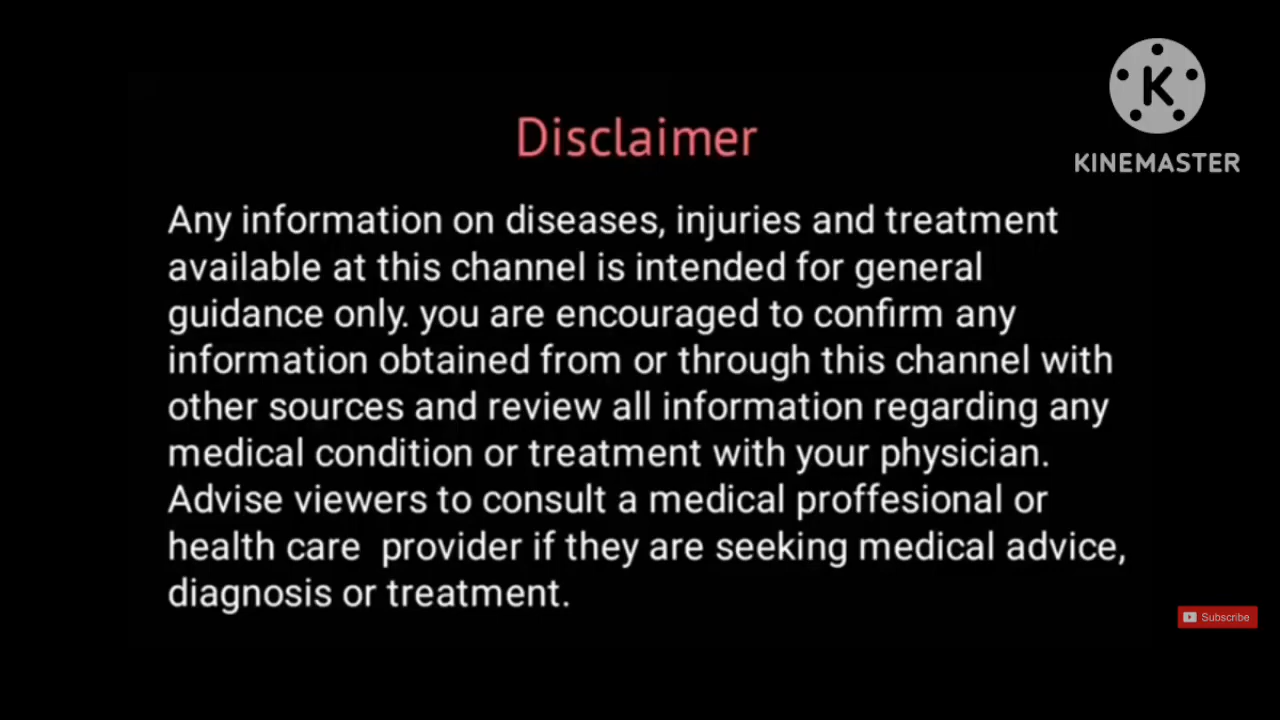 K
KINEMASTER
Disclaimer
Any information on diseases, injuries and treatment
available at this channel is intended for general
guidance only. you are encouraged to confirm any
information obtained from or through this channel with
other sources and review all information regarding any
medical condition or treatment with your physician.
Advise viewers to consult a medical proffesional or
health care  provider if they are seeking medical advice,
diagnosis or treatment.
Subscribe